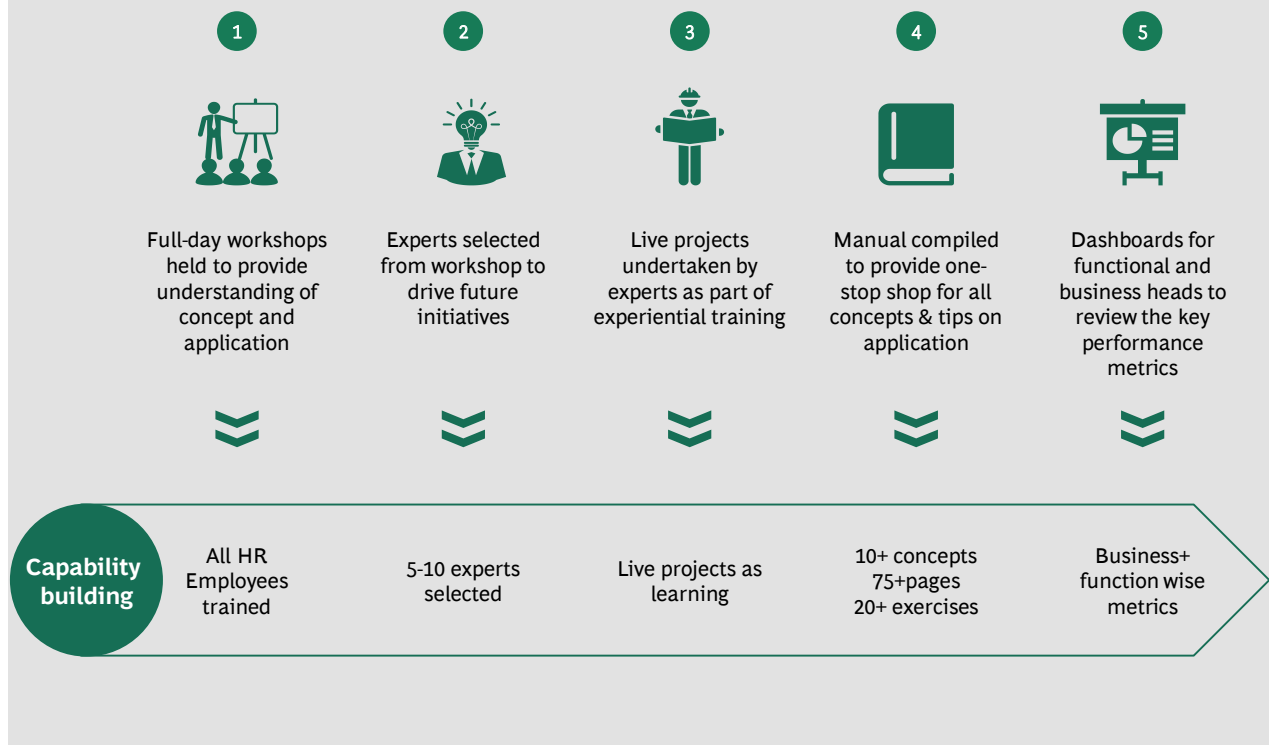 1
2
3
4
5
Full-day workshops
held to provide
understanding of
concept and
application
Experts selected
from workshop to
drive future
initiatives
Live projects
undertaken by
experts as part of
experiential training
Manual compiled
to provide one-
stop shop for all
concepts & tips on
application
Dashboards for
functional and
business heads to
review the key
performance
metrics
Capability
building
All HR
Employees
trained
5-10 experts
selected
Live projects as
learning
10+ concepts
75+pages
20+ exercises
Business+
function wise
metrics